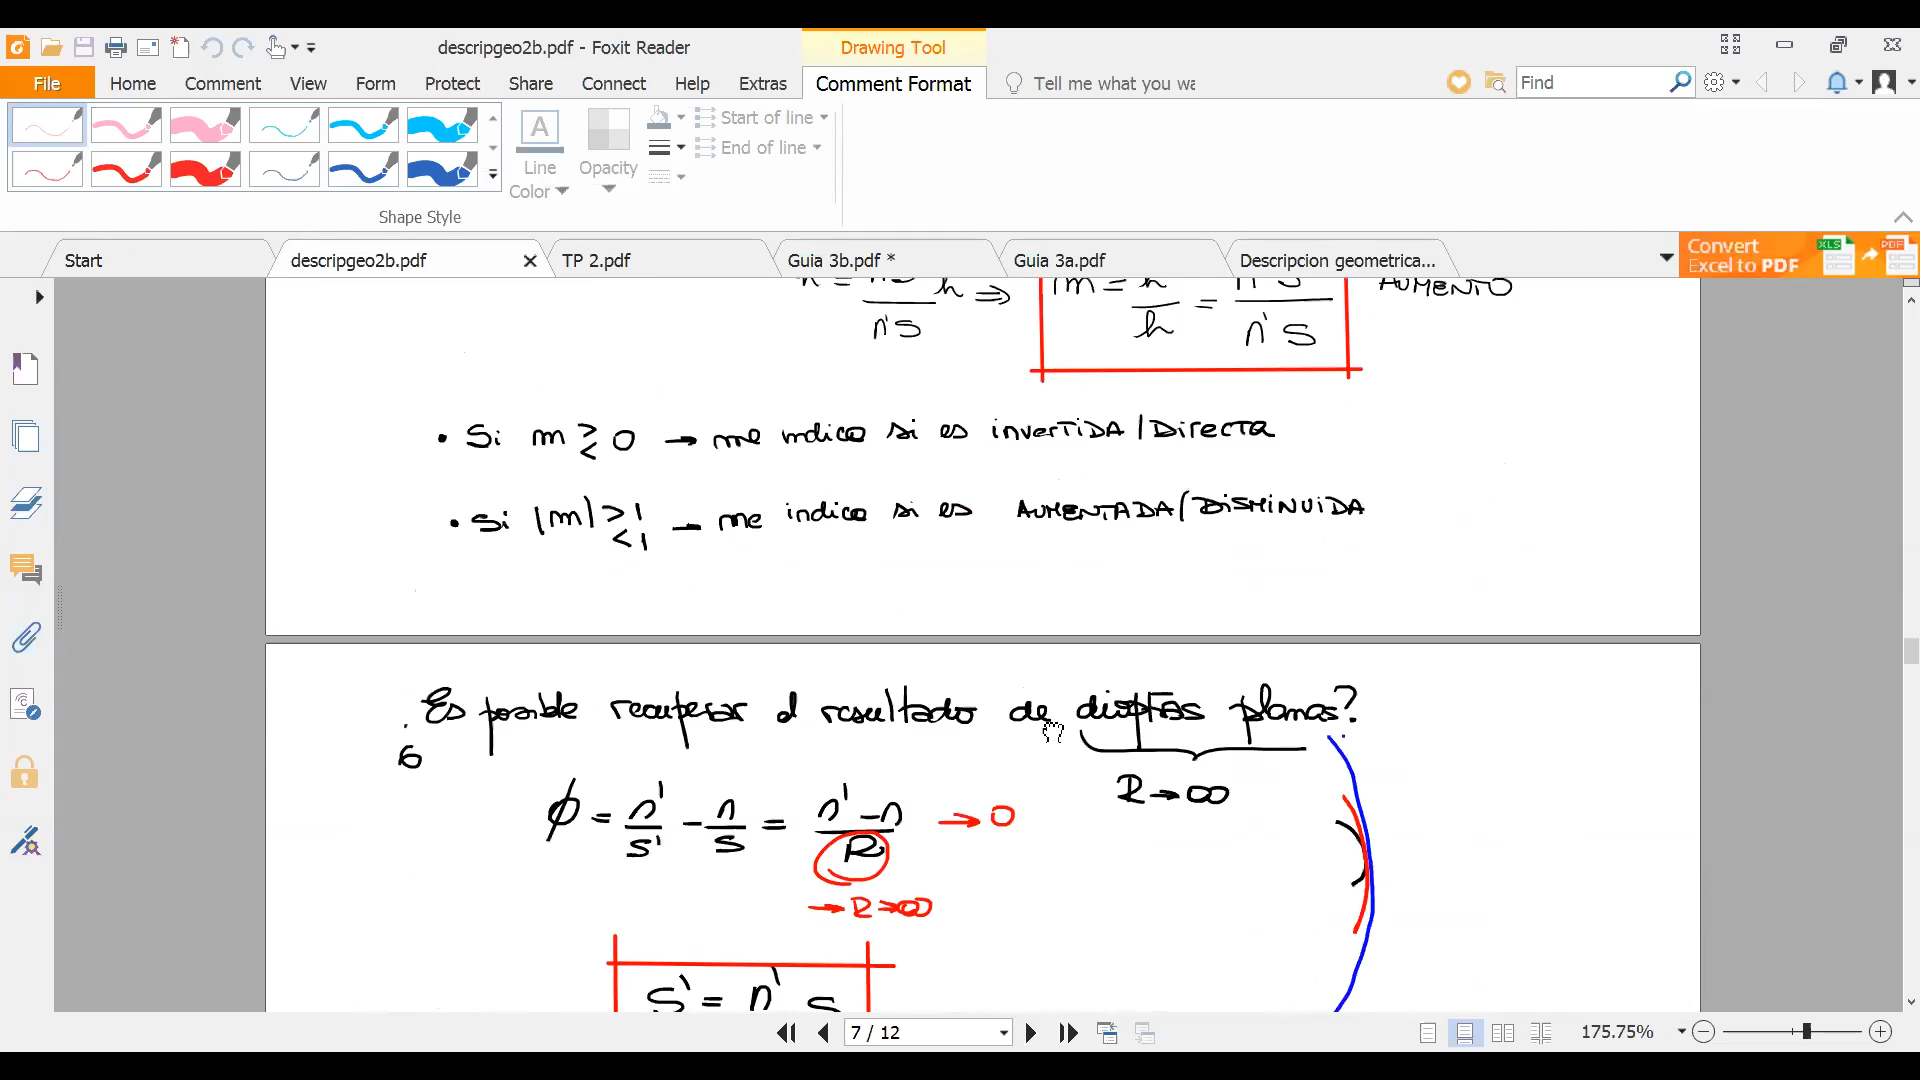 descripgeo2b.pdf - Foxit Reader
Drawing Tool
File Home Comment View Form Protect Share Connect Help Extras Comment Format Tell me what you wa Find
Line Color
Opacity
Start of line
End of line
Shape Style
Start descripgeo2b.pdf TP 2.pdf Guia 3b.pdf * Guia 3a.pdf Descripcion geometrica...
Convert Excel to PDF
n's h ⇒ m = h = n's AUMENTO
h n's
• Si m ≷ 0 → me indica si es invertida / Directa
• Si |m| > 1 < 1 → me indica si es AUMENTADA / DISMINUIDA
¿Es posible recuperar el resultado de dioptras planas?
R → ∞
ϕ = n'/s' - n/s = n'-n/R → 0
→ R → ∞
s' = n' s
7 / 12
175.75%